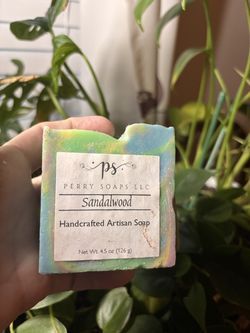 ps
PERRY SOAPS LLC
Sandalwood
Handcrafted Artisan Soap
Net Wt. 4.5 oz (126 g)